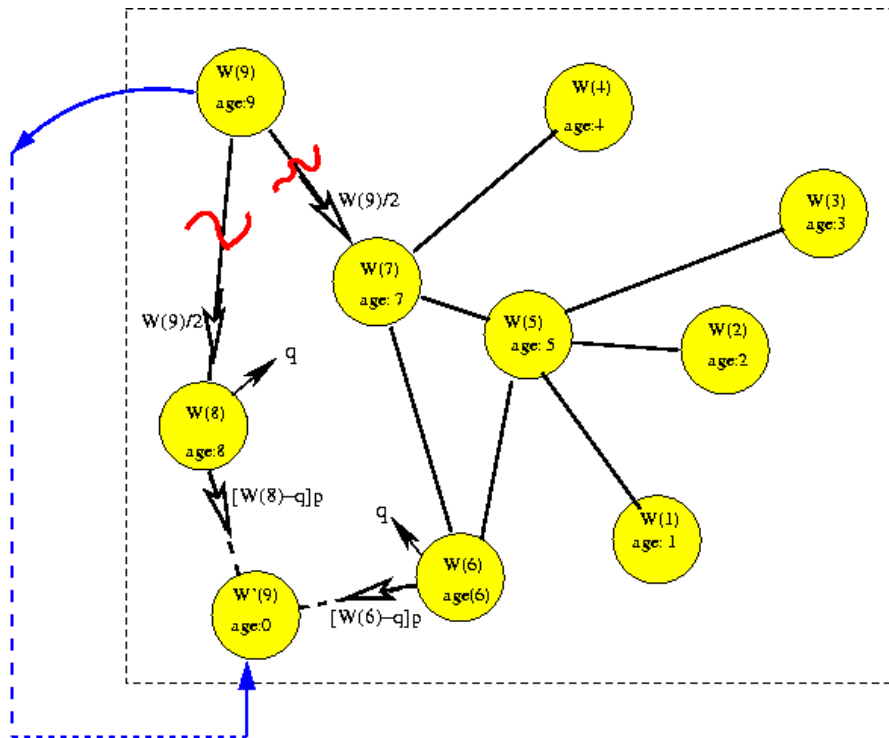 W(9)
age:9
W(4)
age:4
W(9)/2
W(3)
age:3
W(7)
age: 7
W(9)/2
W(5)
age: 5
W(2)
age:2
q
W(8)
age:8
[W(8)-q]p
q
W(1)
age: 1
W(6)
age(6)
W'(9)
age:0
[W(6)-q]p